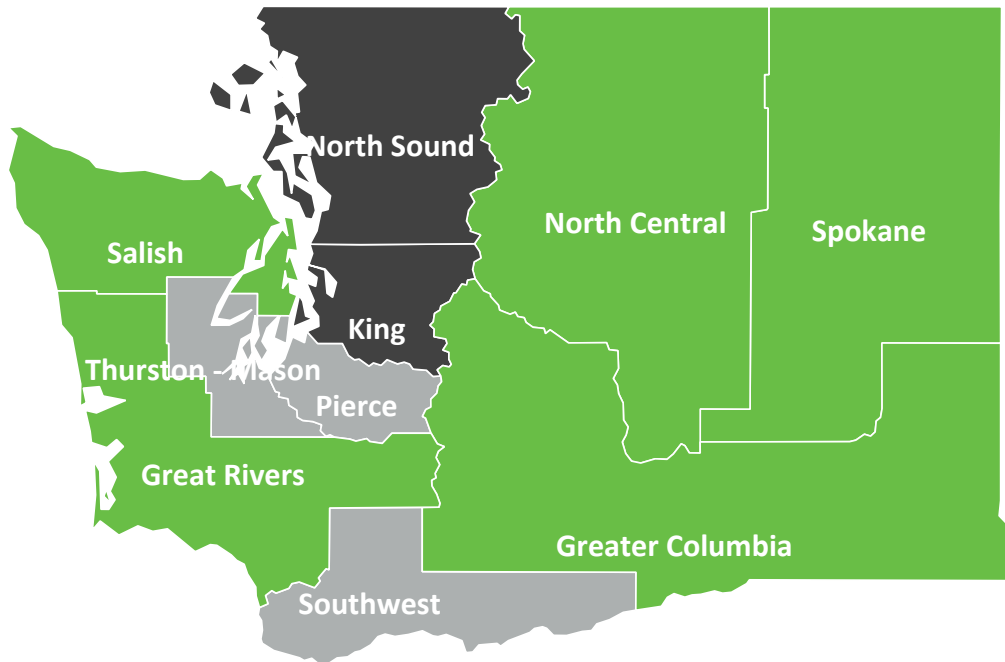 North Sound
North Central
Spokane
Salish
King
Thurston - Mason
Pierce
Great Rivers
Greater Columbia
Southwest